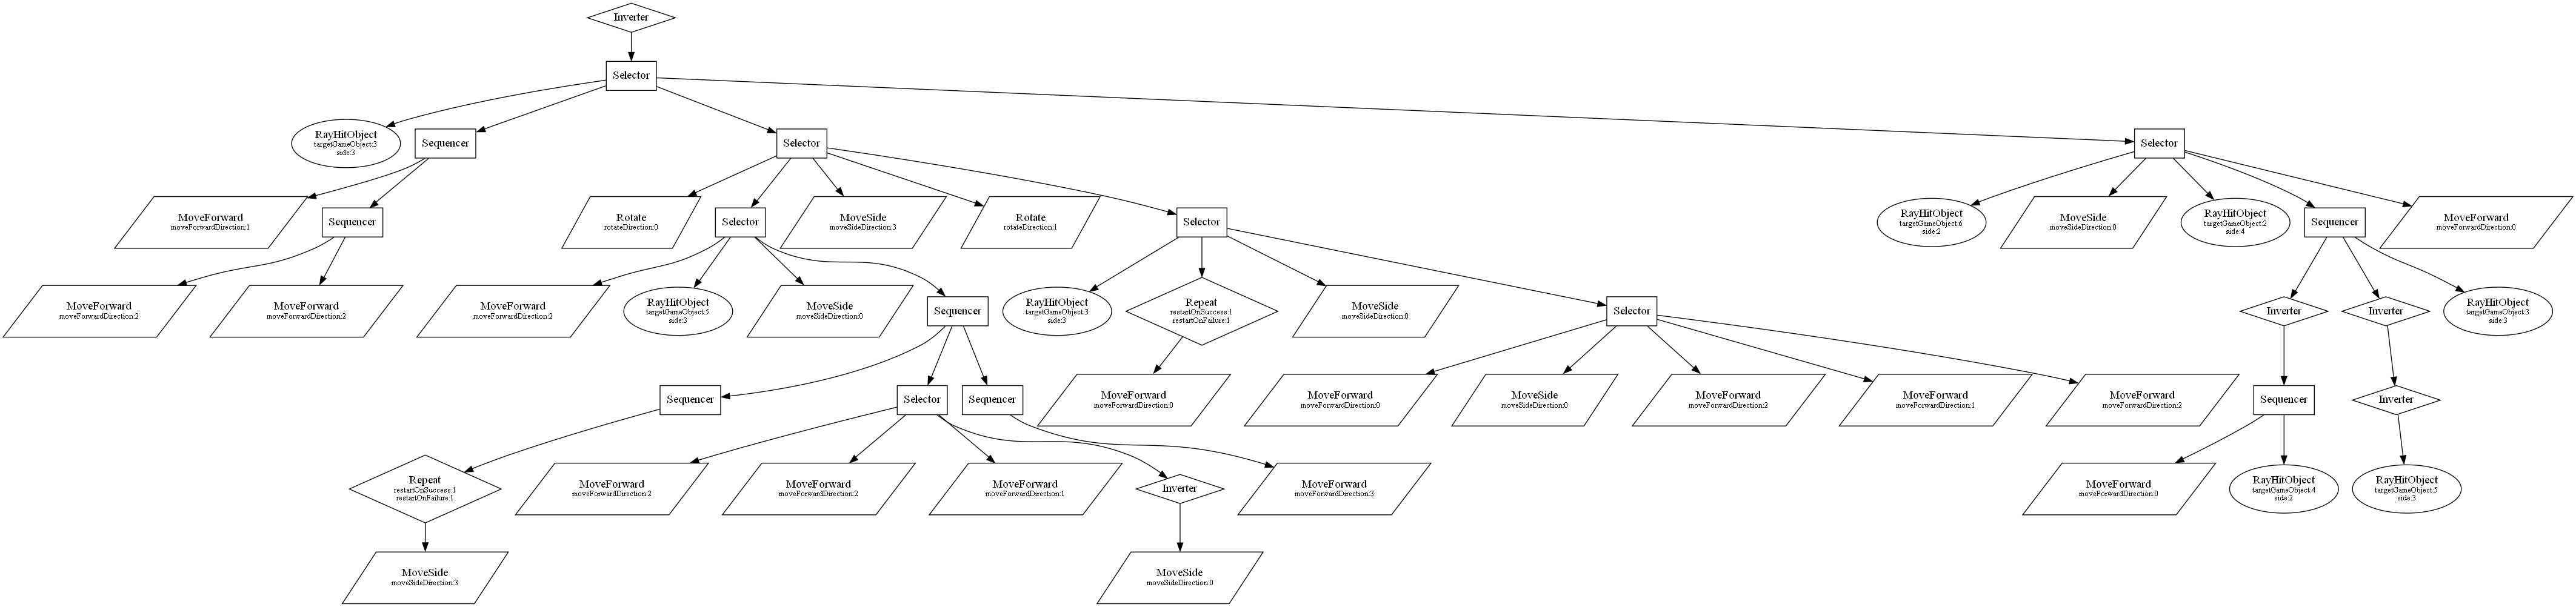 Inverter
Selector
RayHitObject
targetGameObject:3
side:3
Sequencer
Selector
Selector
MoveForward
moveForwardDirection:1
Sequencer
Rotate
rotateDirection:0
Selector
MoveSide
moveSideDirection:3
Rotate
rotateDirection:1
Selector
RayHitObject
targetGameObject:6
side:2
MoveSide
moveSideDirection:0
RayHitObject
targetGameObject:2
side:4
Sequencer
MoveForward
moveForwardDirection:0
MoveForward
moveForwardDirection:2
MoveForward
moveForwardDirection:2
MoveForward
moveForwardDirection:2
RayHitObject
targetGameObject:5
side:3
MoveSide
moveSideDirection:0
Sequencer
RayHitObject
targetGameObject:3
side:3
Repeat
restartOnSuccess:1
restartOnFailure:1
MoveSide
moveSideDirection:0
Selector
Inverter
Inverter
RayHitObject
targetGameObject:3
side:3
Sequencer
Selector
Sequencer
MoveForward
moveForwardDirection:0
MoveForward
moveForwardDirection:0
MoveSide
moveSideDirection:0
MoveForward
moveForwardDirection:2
MoveForward
moveForwardDirection:1
MoveForward
moveForwardDirection:2
Sequencer
Inverter
Repeat
restartOnSuccess:1
restartOnFailure:1
MoveForward
moveForwardDirection:2
MoveForward
moveForwardDirection:2
MoveForward
moveForwardDirection:1
Inverter
MoveForward
moveForwardDirection:3
MoveForward
moveForwardDirection:0
RayHitObject
targetGameObject:4
side:2
RayHitObject
targetGameObject:5
side:3
MoveSide
moveSideDirection:3
MoveSide
moveSideDirection:0